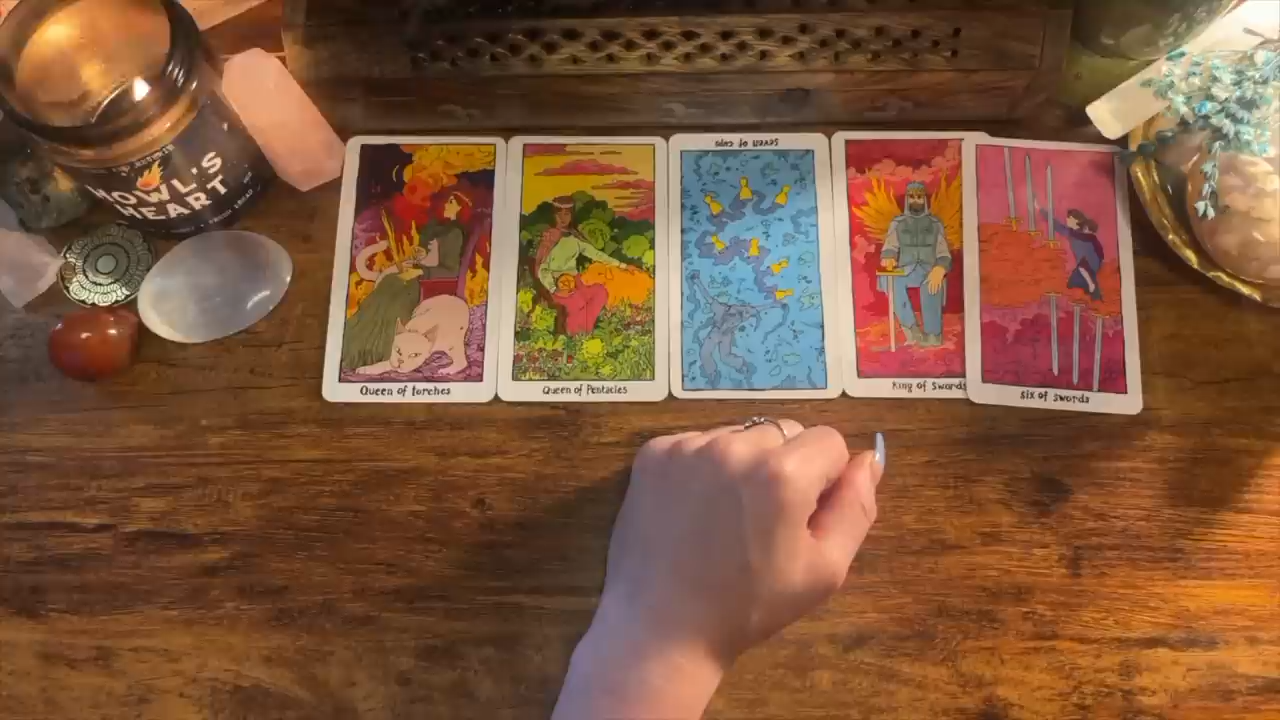 HOWL'S
HEART
Queen of torches
Queen of Pentacles
Seven of cups
King of Swords
Six of swords